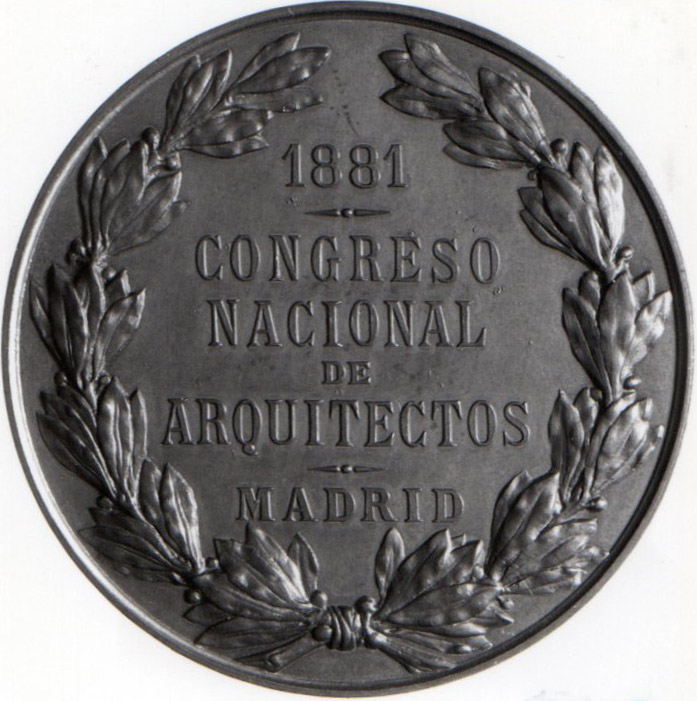 1881
CONGRESO
NACIONAL
DE
ARQUITECTOS
MADRID